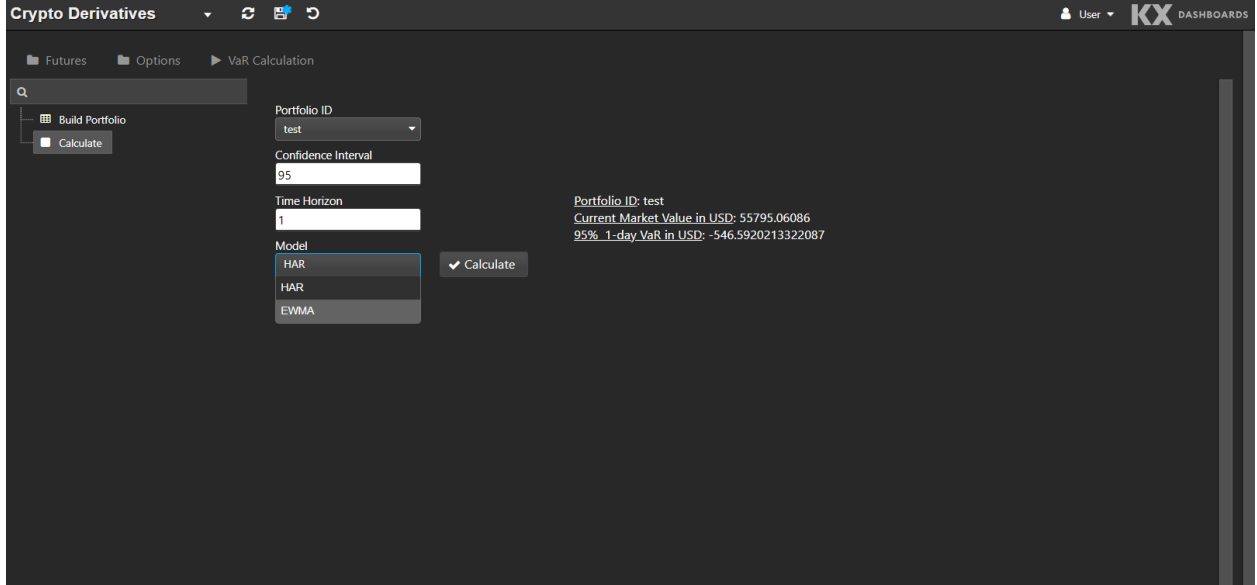 Crypto Derivatives User KX DASHBOARDS
Futures Options VaR Calculation
Build Portfolio
Calculate
Portfolio ID
test
Confidence Interval
95
Time Horizon
1
Model
HAR
HAR
EWMA
Calculate
Portfolio ID: test
Current Market Value in USD: 55795.06086
95% 1-day VaR in USD: -546.5920213322087